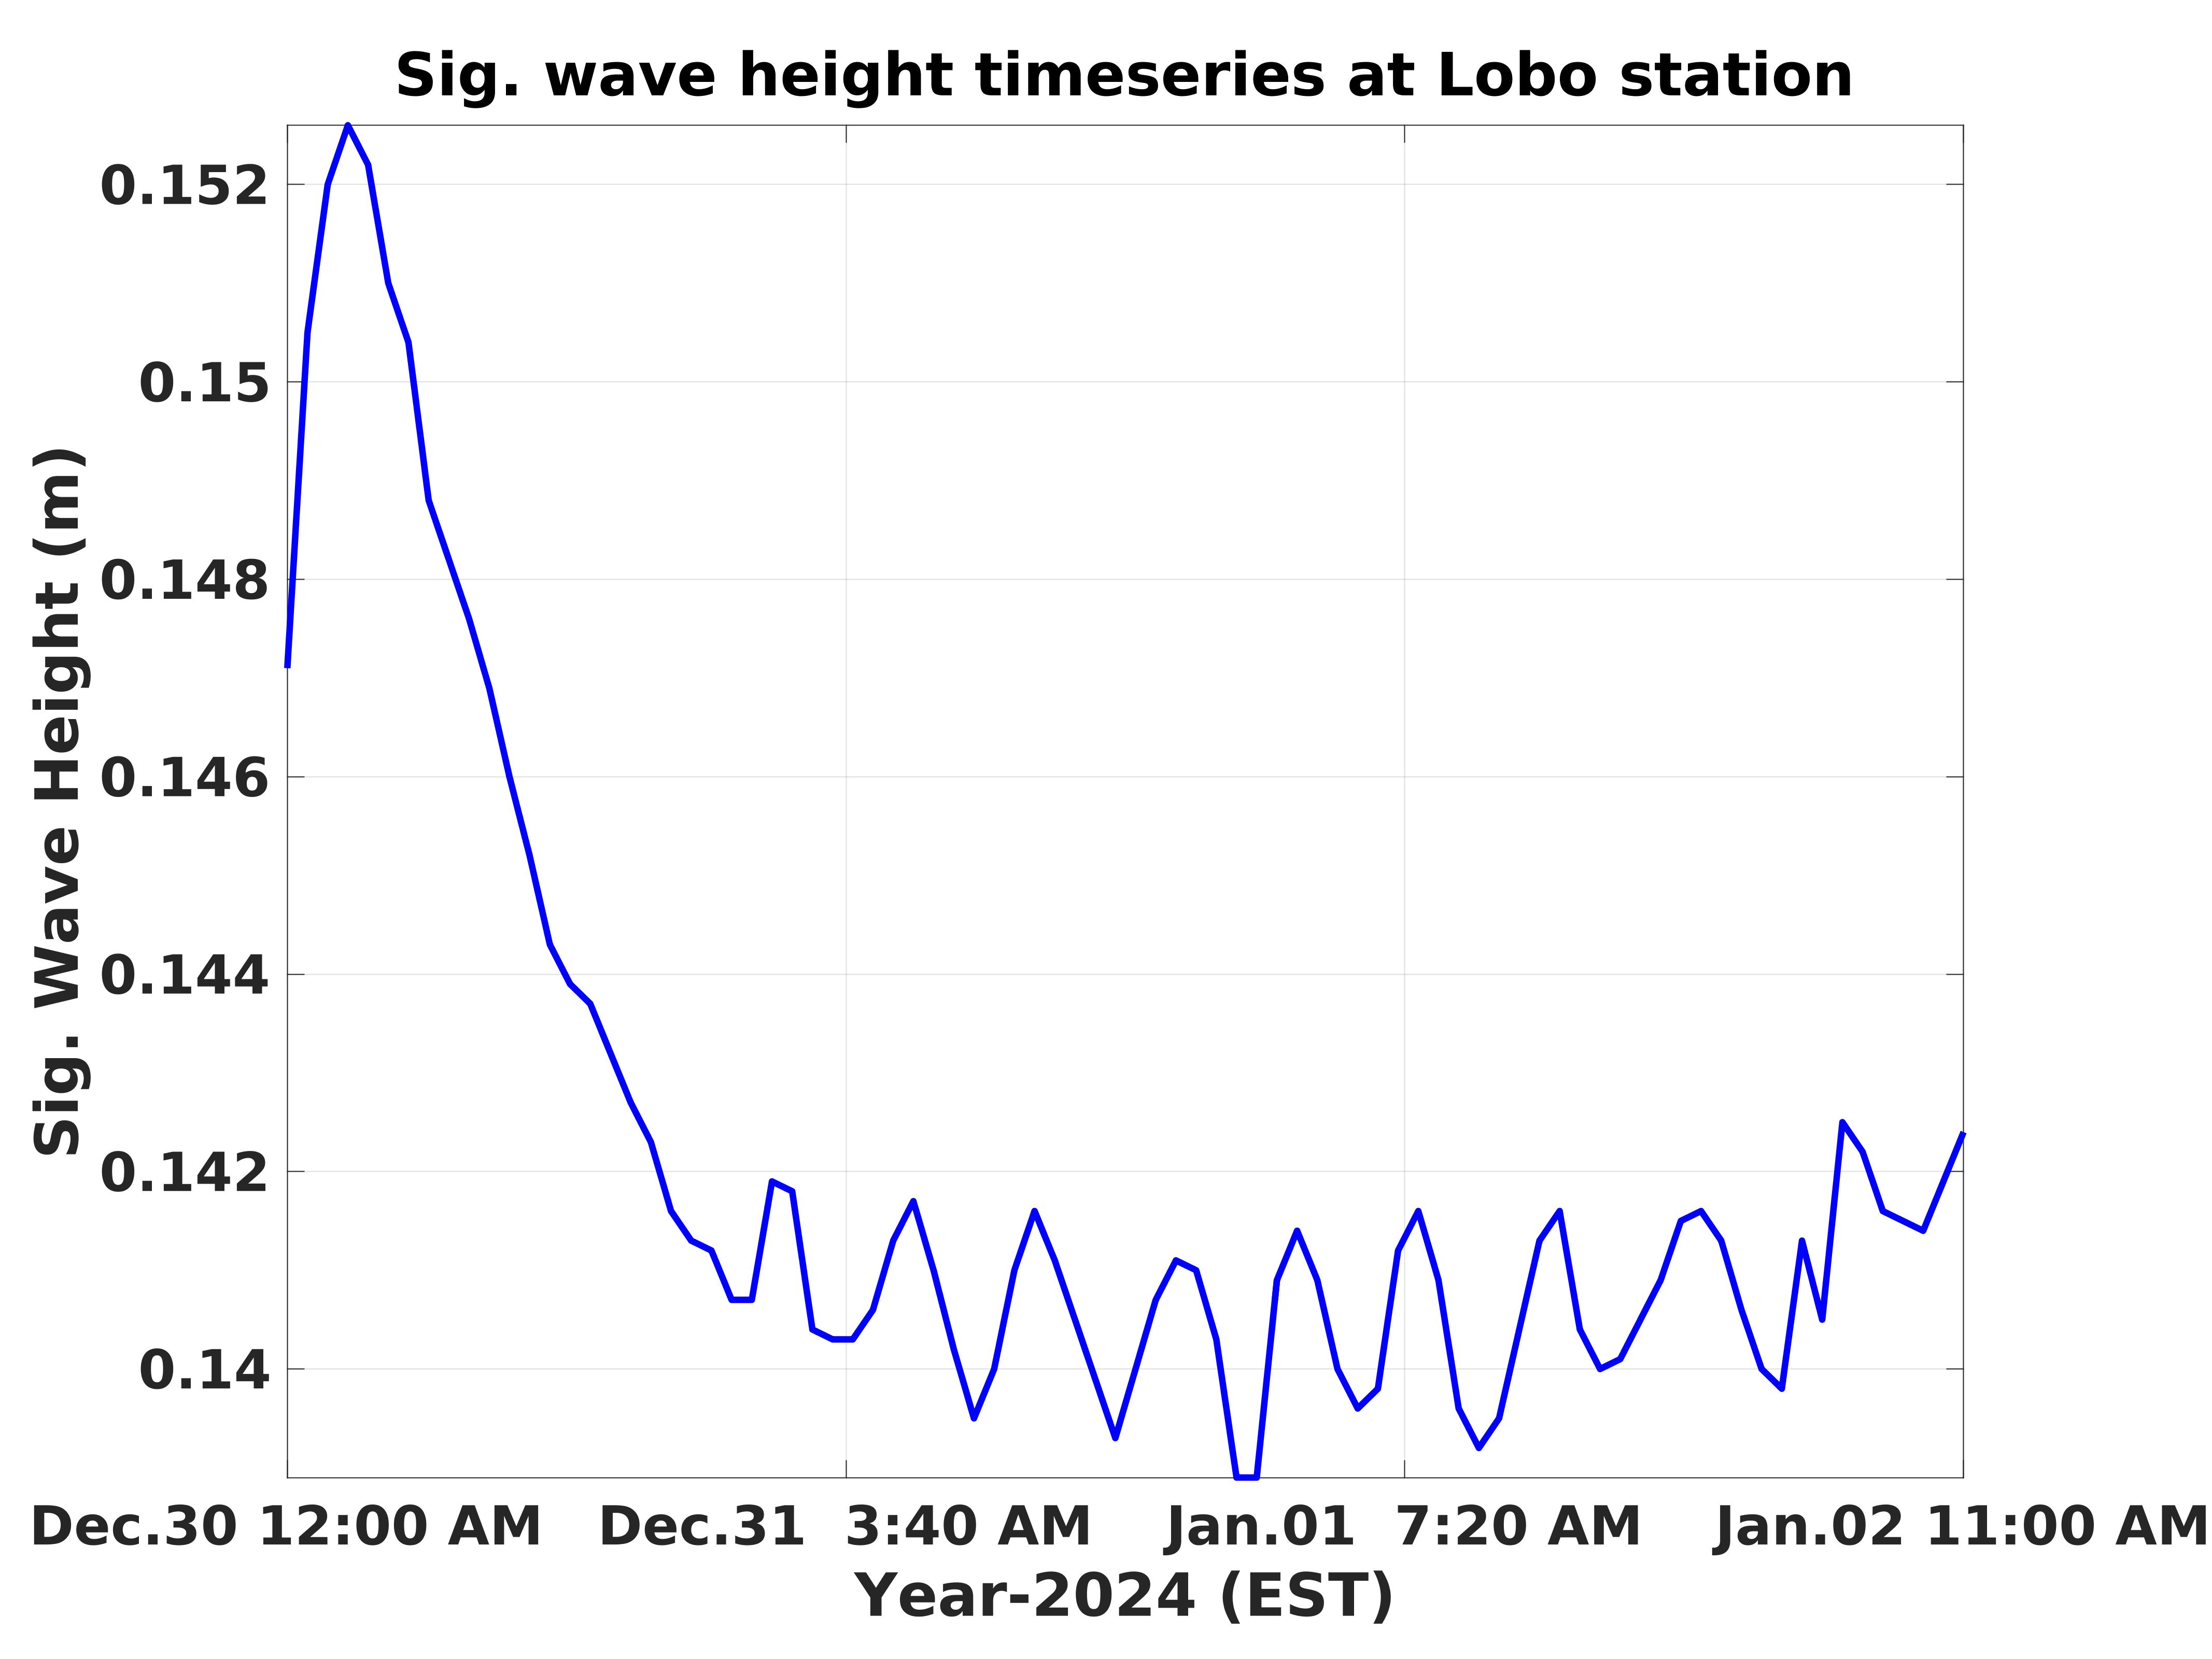 Sig. wave height timeseries at Lobo station
0.152
0.15
0.148
0.146
0.144
0.142
0.14
Sig. Wave Height (m)
Dec.30 12:00 AM Dec.31 3:40 AM Jan.01 7:20 AM Jan.02 11:00 AM
Year-2024 (EST)